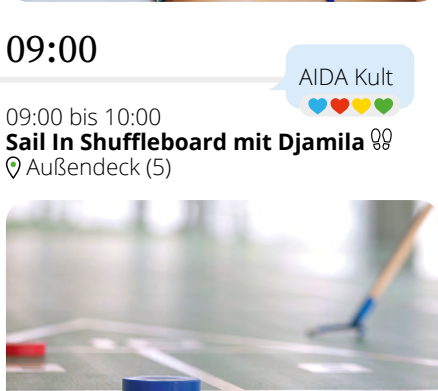 09:00
AIDA Kult
09:00 bis 10:00
Sail In Shuffleboard mit Djamila
Außendeck (5)